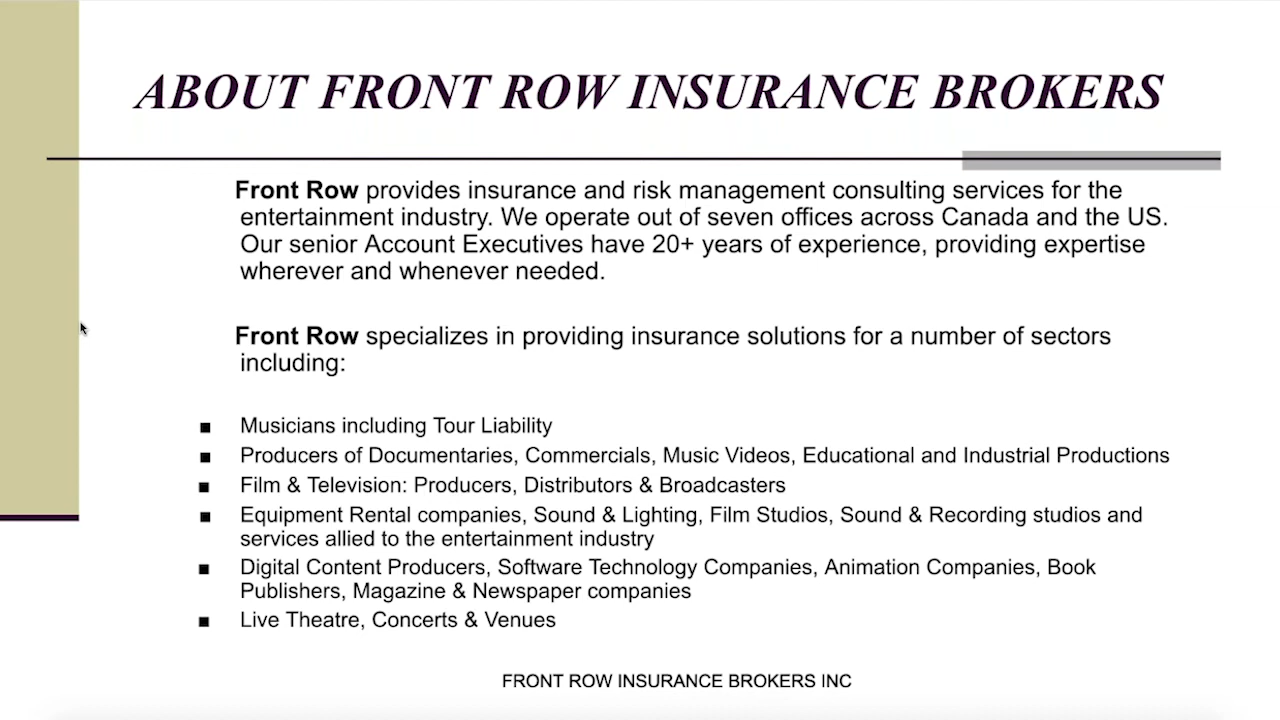 ABOUT FRONT ROW INSURANCE BROKERS
Front Row provides insurance and risk management consulting services for the
entertainment industry. We operate out of seven offices across Canada and the US.
Our senior Account Executives have 20+ years of experience, providing expertise
wherever and whenever needed.
Front Row specializes in providing insurance solutions for a number of sectors
including:
■ Musicians including Tour Liability
■ Producers of Documentaries, Commercials, Music Videos, Educational and Industrial Productions
■ Film & Television: Producers, Distributors & Broadcasters
■ Equipment Rental companies, Sound & Lighting, Film Studios, Sound & Recording studios and
services allied to the entertainment industry
■ Digital Content Producers, Software Technology Companies, Animation Companies, Book
Publishers, Magazine & Newspaper companies
■ Live Theatre, Concerts & Venues
FRONT ROW INSURANCE BROKERS INC